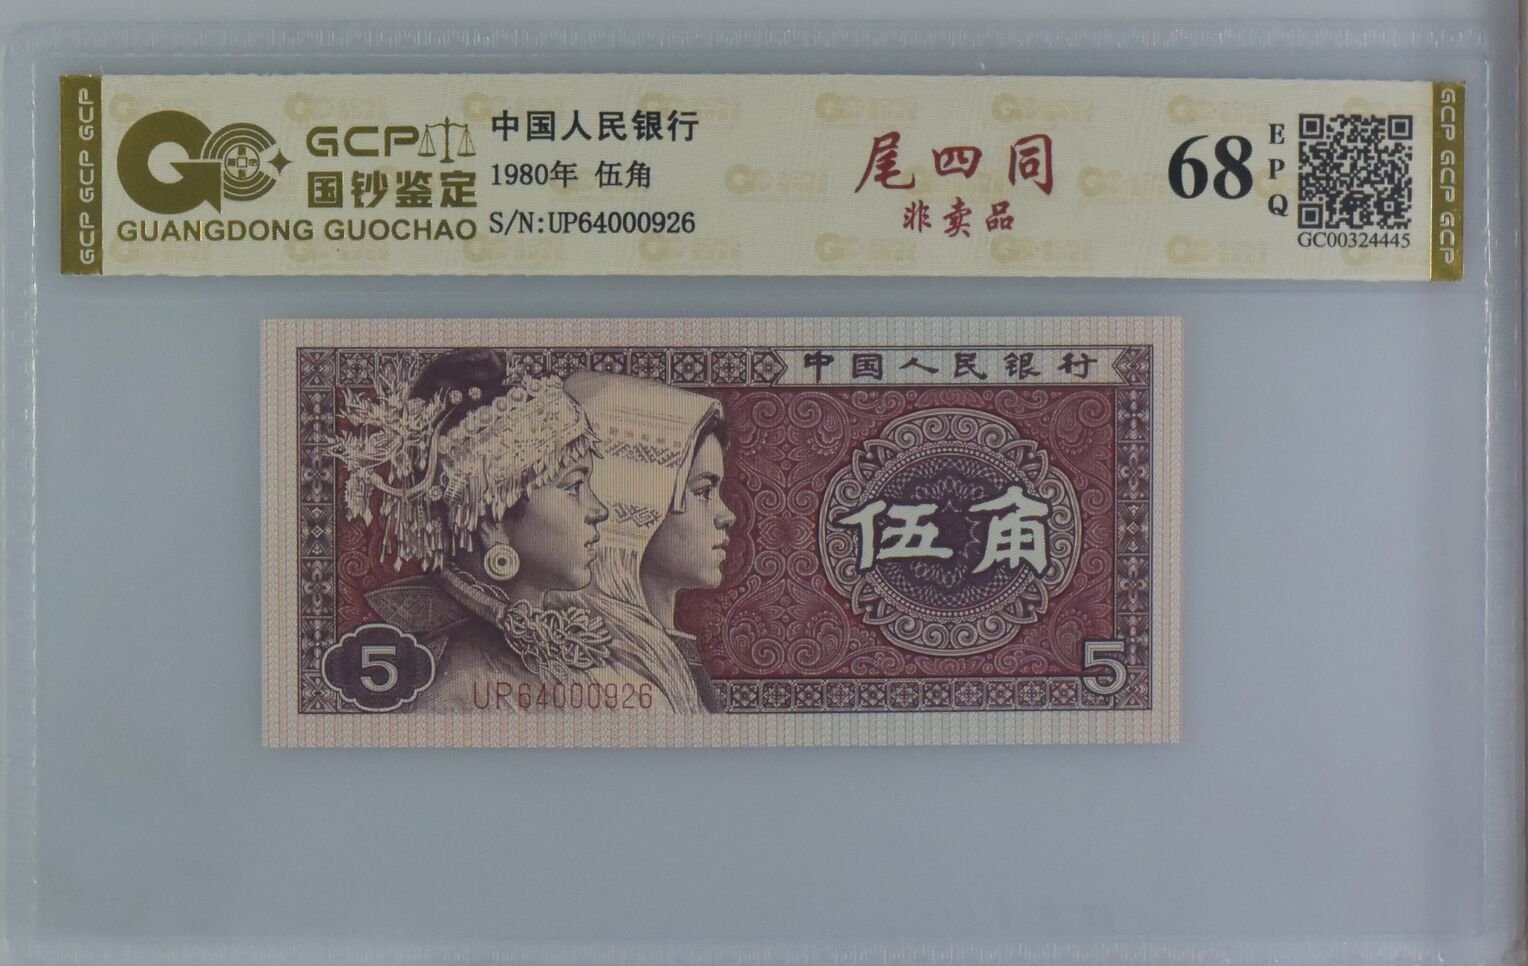 GCP GCP GCP
GCP
国钞鉴定
GUANGDONG GUOCHAO
中国人民银行
1980年 伍角
S/N:UP64000926
尾四同
非卖品
68
EPQ
GC00324445
GCP GCP GCP
中国人民银行
伍角
5
5
UP64000926